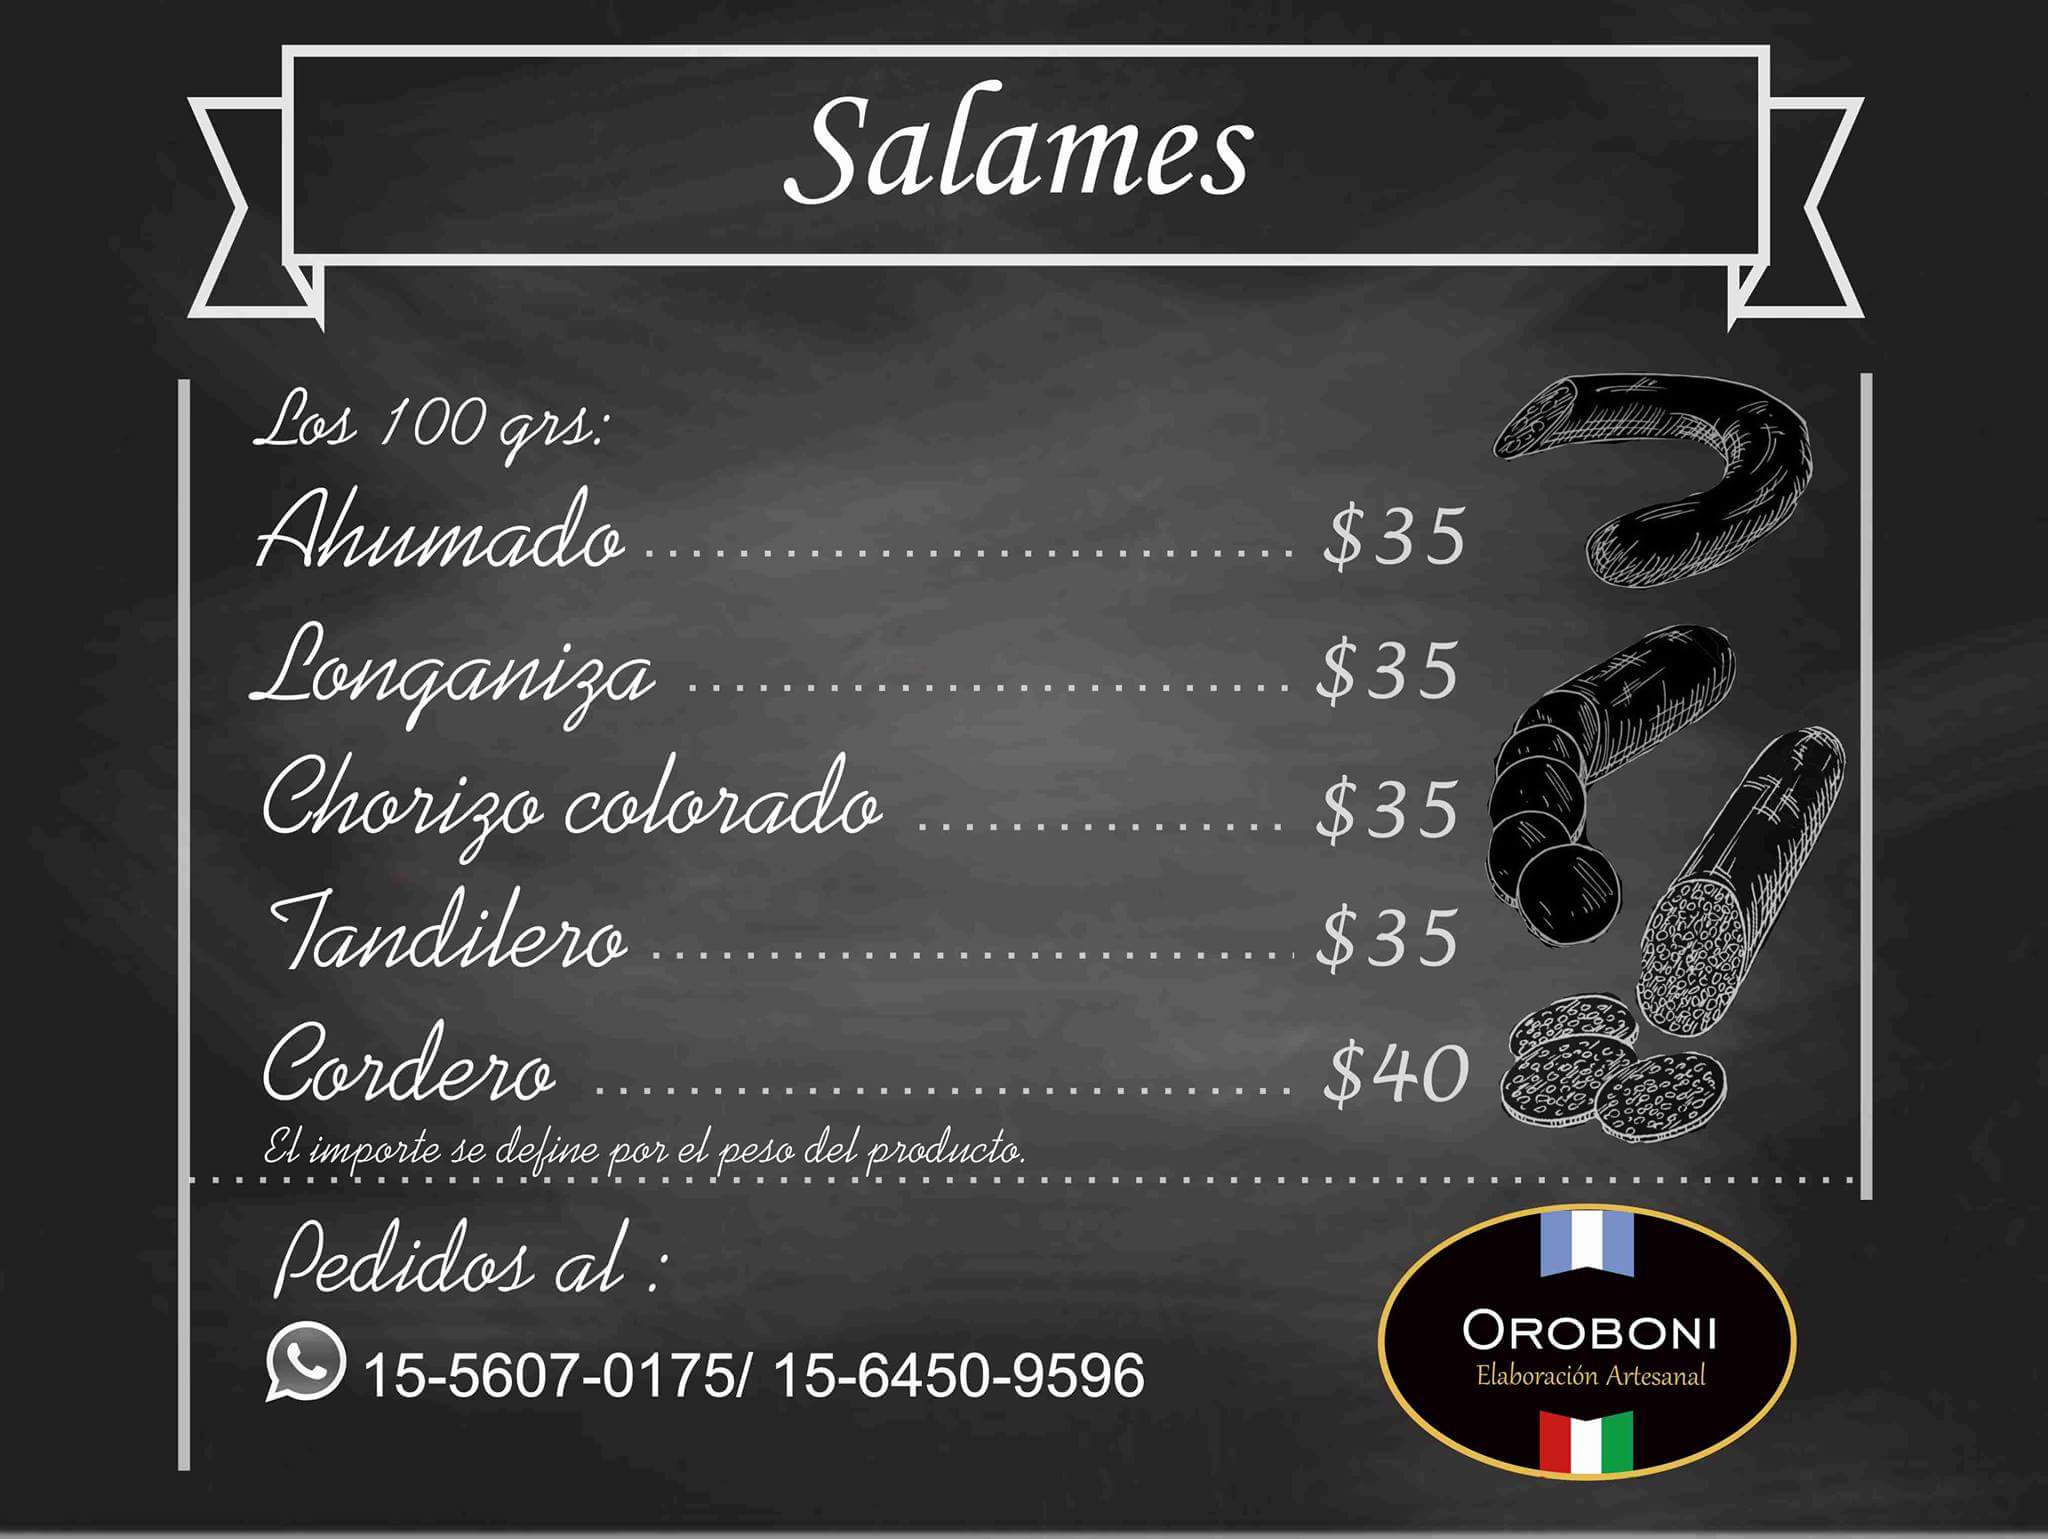 Salames
Los 100 grs:
Ahumado ............................ $35
Longaniza .......................... $35
Chorizo colorado ................ $35
Tandilero ............................ $35
Cordero .............................. $40
El importe se define por el peso del producto.
Pedidos al :
15-5607-0175/ 15-6450-9596
OROBONI
Elaboración Artesanal